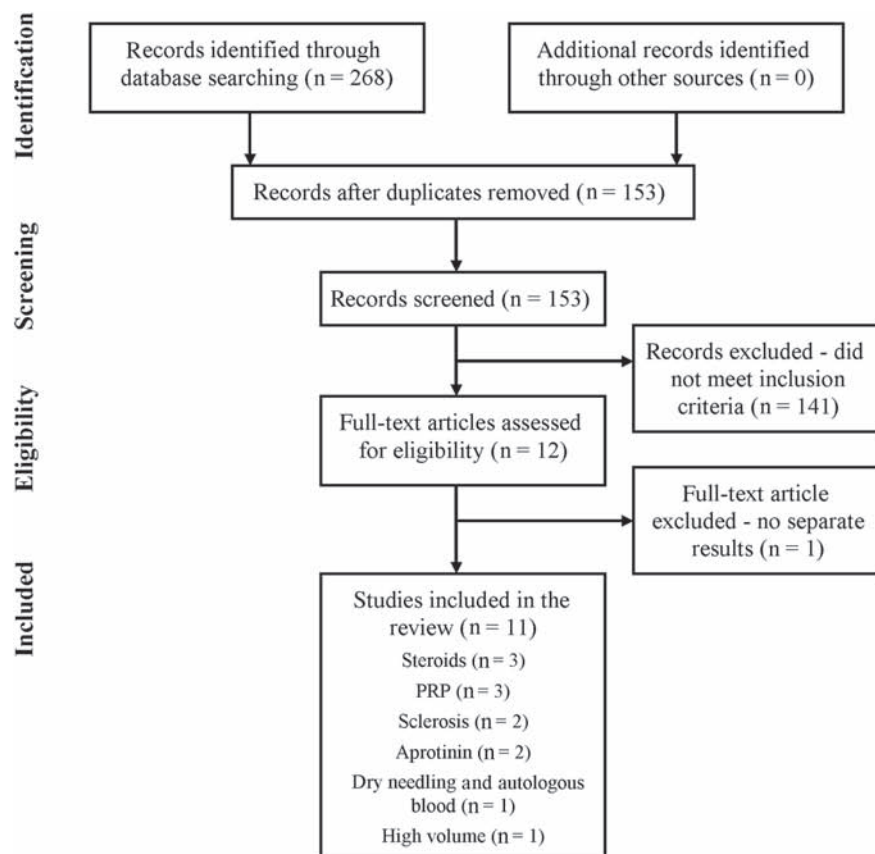 Identification
Records identified through
database searching (n = 268)
Additional records identified
through other sources (n = 0)
Records after duplicates removed (n = 153)
Screening
Records screened (n = 153)
Records excluded - did
not meet inclusion
criteria (n = 141)
Eligibility
Full-text articles assessed
for eligibility (n = 12)
Full-text article
excluded - no separate
results (n = 1)
Included
Studies included in the
review (n = 11)
Steroids (n = 3)
PRP (n = 3)
Sclerosis (n = 2)
Aprotinin (n = 2)
Dry needling and autologous
blood (n = 1)
High volume (n = 1)